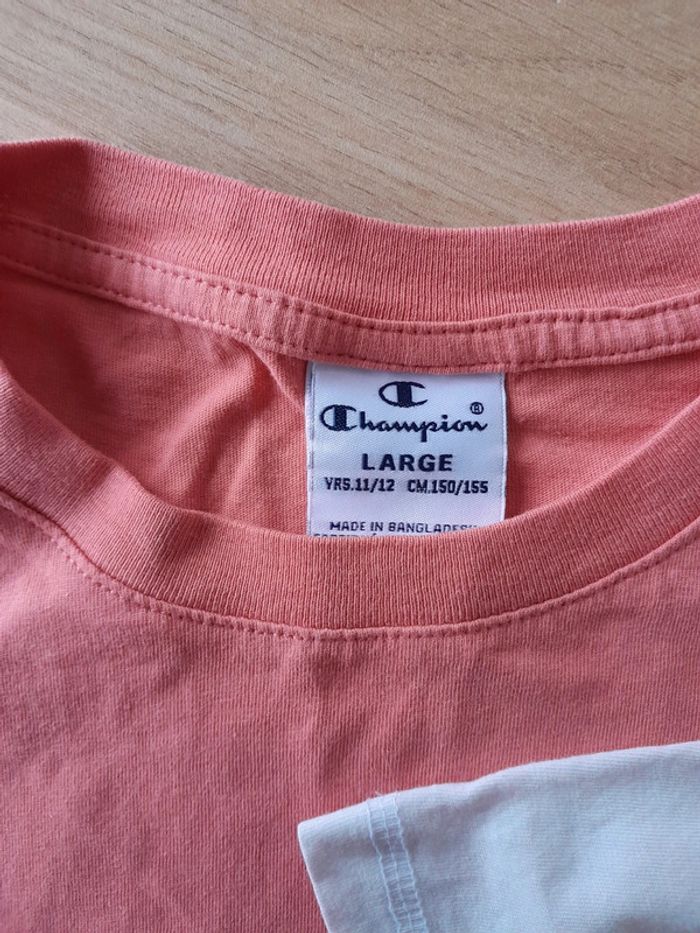 Champion®
LARGE
YRS.11/12 CM.150/155
MADE IN BANGLADESH